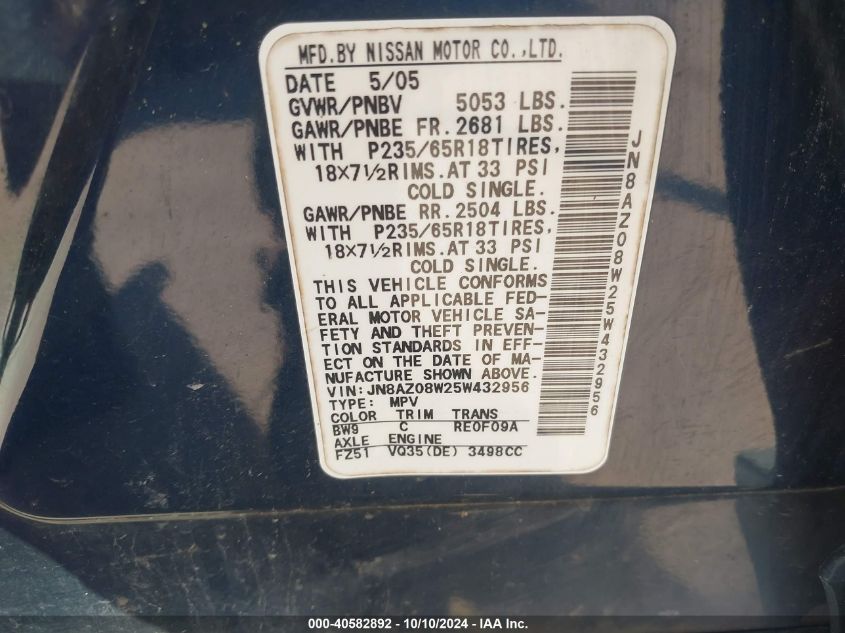 MFD.BY NISSAN MOTOR CO.,LTD.
DATE 5/05
GVWR/PNBV 5053 LBS.
GAWR/PNBE FR. 2681 LBS.
WITH P235/65R18TIRES,
18X7½RIMS.AT 33 PSI
COLD SINGLE.
GAWR/PNBE RR. 2504 LBS.
WITH P235/65R18TIRES,
18X7½RIMS.AT 33 PSI
COLD SINGLE.
THIS VEHICLE CONFORMS
TO ALL APPLICABLE FED-
ERAL MOTOR VEHICLE SA-
FETY AND THEFT PREVEN-
TION STANDARDS IN EFF-
ECT ON THE DATE OF MA-
NUFACTURE SHOWN ABOVE.
VIN:JN8AZ08W25W432956
TYPE: MPV
COLOR TRIM TRANS
BW9 C RE0F09A
AXLE ENGINE
FZ51 VQ35(DE) 3498CC
JN8AZ08W25W432956
000-40582892 - 10/10/2024 - IAA Inc.